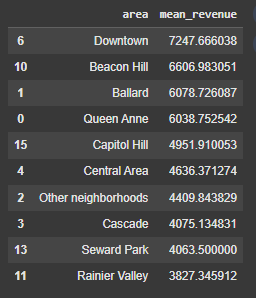 area mean_revenue
6 Downtown 7247.666038
10 Beacon Hill 6606.983051
1 Ballard 6078.726087
0 Queen Anne 6038.752542
15 Capitol Hill 4951.910053
4 Central Area 4636.371274
2 Other neighborhoods 4409.843829
3 Cascade 4075.134831
13 Seward Park 4063.500000
11 Rainier Valley 3827.345912